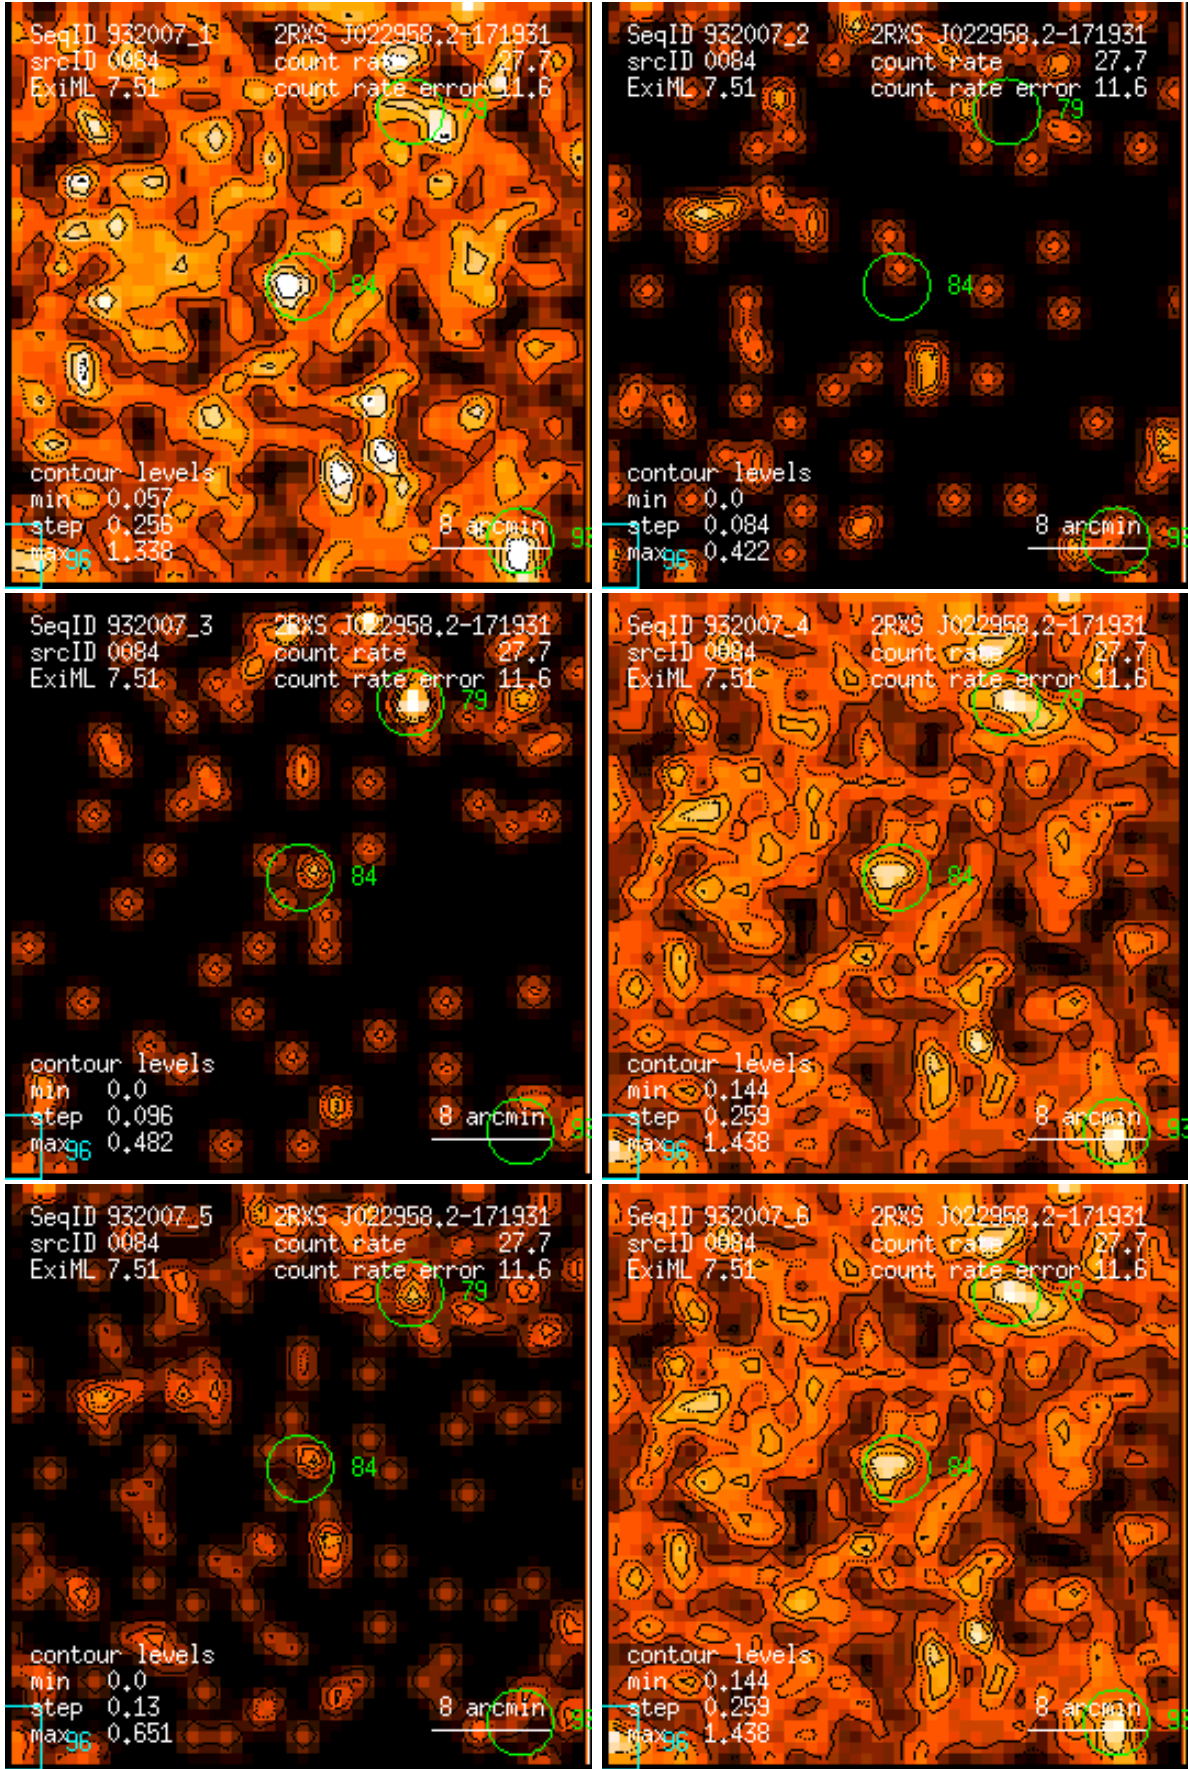 SeqID 932007_1 2RXS J022958.2-171931
srcID 0084 count rate 27.7
ExiML 7.51 count rate error 11.6
79
84
contour levels
min 0.057
step 0.256 8 arcmin 93
max 1.338
96
SeqID 932007_2 2RXS J022958.2-171931
srcID 0084 count rate 27.7
ExiML 7.51 count rate error 11.6
79
84
contour levels
min 0.0
step 0.084 8 arcmin 93
max 0.422
96
SeqID 932007_3 2RXS J022958.2-171931
srcID 0084 count rate 27.7
ExiML 7.51 count rate error 11.6
79
84
contour levels
min 0.0
step 0.096 8 arcmin 93
max 0.482
96
SeqID 932007_4 2RXS J022958.2-171931
srcID 0084 count rate 27.7
ExiML 7.51 count rate error 11.6
79
84
contour levels
min 0.144
step 0.259 8 arcmin 93
max 1.438
96
SeqID 932007_5 2RXS J022958.2-171931
srcID 0084 count rate 27.7
ExiML 7.51 count rate error 11.6
79
84
contour levels
min 0.0
step 0.13 8 arcmin 93
max 0.651
96
SeqID 932007_6 2RXS J022958.2-171931
srcID 0084 count rate 27.7
ExiML 7.51 count rate error 11.6
79
84
contour levels
min 0.144
step 0.259 8 arcmin 93
max 1.438
96